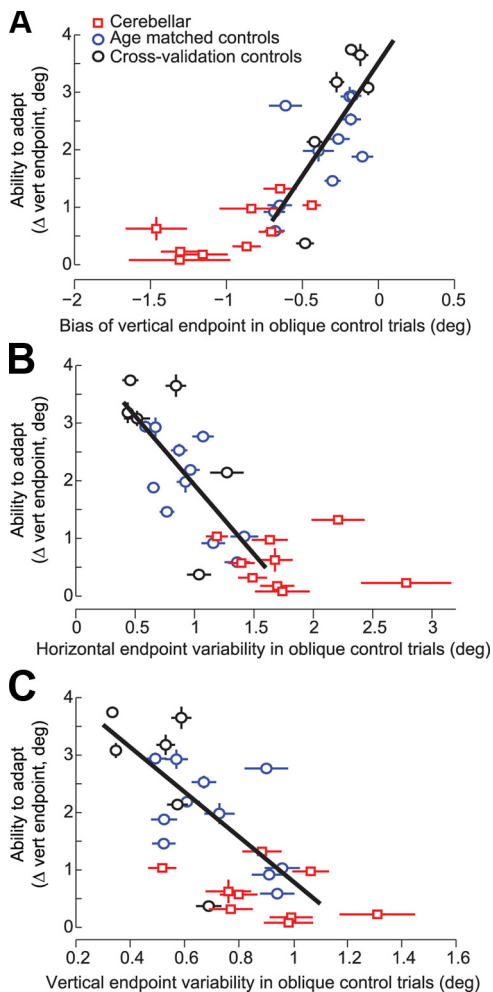 A
Cerebellar
Age matched controls
Cross-validation controls
Ability to adapt
(Δ vert endpoint, deg)
4
3
2
1
0
−2 −1.5 −1 −0.5 0 0.5
Bias of vertical endpoint in oblique control trials (deg)
B
Ability to adapt
(Δ vert endpoint, deg)
4
3
2
1
0
0 0.5 1 1.5 2 2.5 3
Horizontal endpoint variability in oblique control trials (deg)
C
Ability to adapt
(Δ vert endpoint, deg)
4
3
2
1
0
0.2 0.4 0.6 0.8 1 1.2 1.4 1.6
Vertical endpoint variability in oblique control trials (deg)